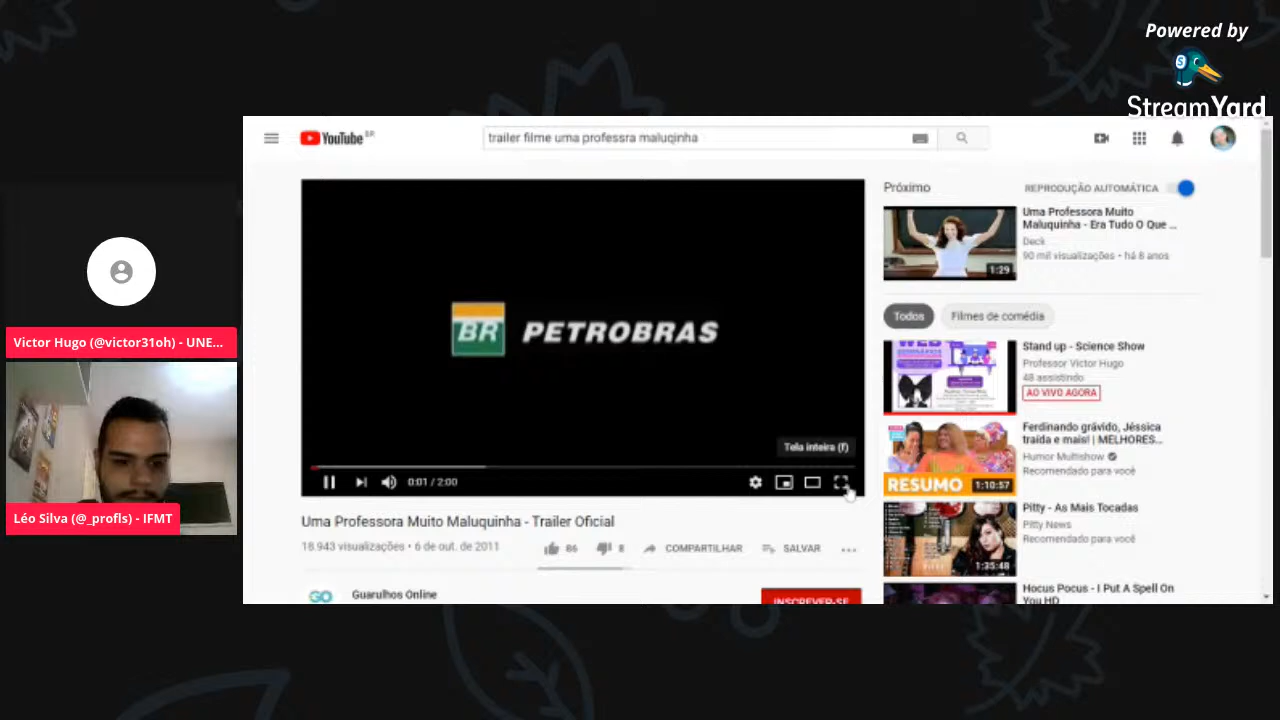 Powered by
StreamYard
YouTube BR
trailer filme uma professra maluqinha
BR PETROBRAS
Tela inteira (f)
0:01 / 2:00
Uma Professora Muito Maluquinha - Trailer Oficial
18.943 visualizações • 6 de out. de 2011
86
8
COMPARTILHAR
SALVAR
GO
Guarulhos Online
INSCREVER-SE
Próximo
REPRODUÇÃO AUTOMÁTICA
Uma Professora Muito
Maluquinha - Era Tudo O Que ...
Deck
90 mil visualizações • há 8 anos
1:29
Todos
Filmes de comédia
Stand up - Science Show
Professor Victor Hugo
48 assistindo
AO VIVO AGORA
WEB
Ferdinando grávido, Jéssica
traída e mais! | MELHORES...
Humor Multishow
Recomendado para você
RESUMO
1:10:57
Pitty - As Mais Tocadas
Pitty News
Recomendado para você
1:35:48
Hocus Pocus - I Put A Spell On
You HD
Victor Hugo (@victor31oh) - UNE...
Léo Silva (@_profls) - IFMT